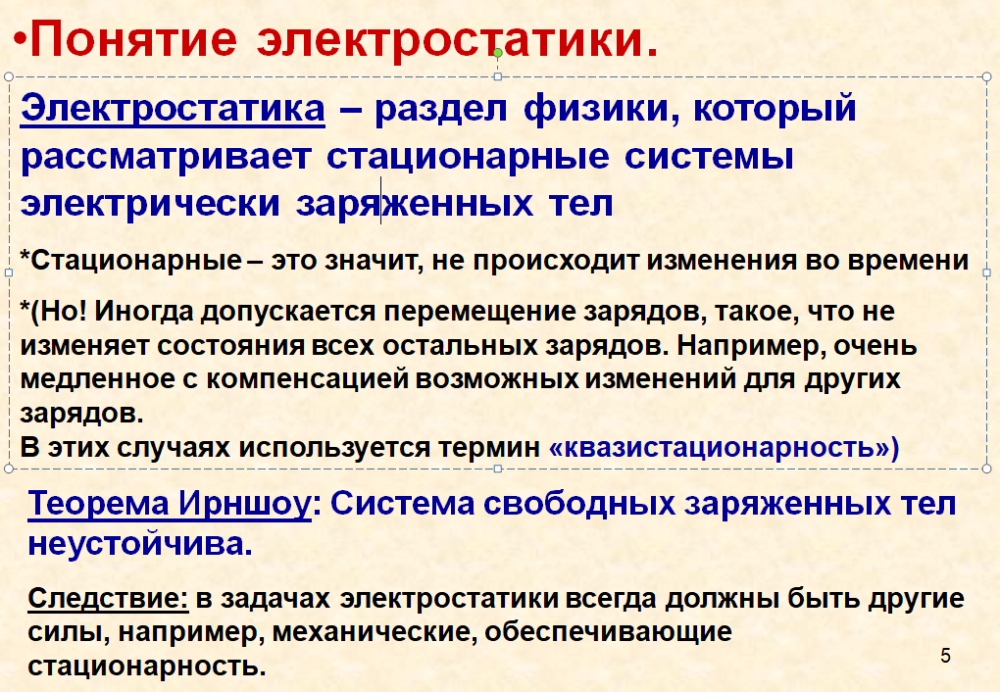 •Понятие электростатики.
Электростатика – раздел физики, который
рассматривает стационарные системы
электрически заряженных тел
*Стационарные – это значит, не происходит изменения во времени
*(Но! Иногда допускается перемещение зарядов, такое, что не
изменяет состояния всех остальных зарядов. Например, очень
медленное с компенсацией возможных изменений для других
зарядов.
В этих случаях используется термин «квазистационарность»)
Теорема Ирншоу: Система свободных заряженных тел
неустойчива.
Следствие: в задачах электростатики всегда должны быть другие
силы, например, механические, обеспечивающие
стационарность.
5